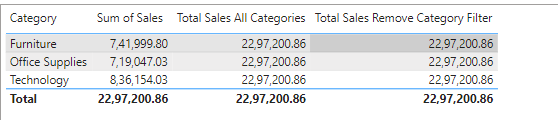 Category Sum of Sales Total Sales All Categories Total Sales Remove Category Filter
Furniture 7,41,999.80 22,97,200.86 22,97,200.86
Office Supplies 7,19,047.03 22,97,200.86 22,97,200.86
Technology 8,36,154.03 22,97,200.86 22,97,200.86
Total 22,97,200.86 22,97,200.86 22,97,200.86